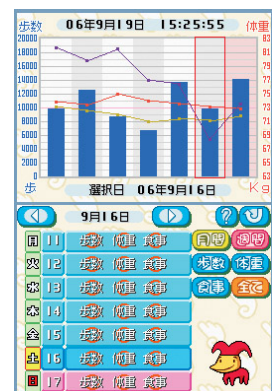 歩数 06年9月19日 15:25:55 体重
20000 83
18000 81
16000 79
14000 77
12000 75
10000 73
8000 71
6000 69
4000 67
2000 65
0 63
歩 選択日 06年9月16日 Kg
9月16日 ?
月 11 歩数 体重 食事 月間 週間
火 12 歩数 体重 食事 歩数 体重
水 13 歩数 体重 食事 食事 全て
木 14 歩数 体重 食事
金 15 歩数 体重 食事
土 16 歩数 体重 食事
日 17 歩数 体重 食事